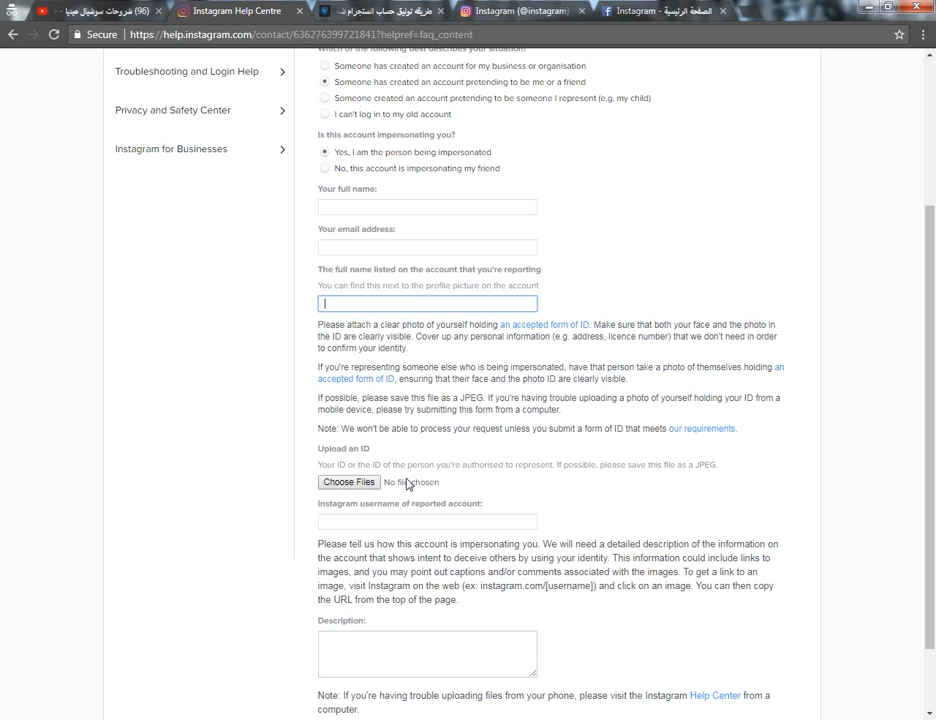 شروحات سوشيال ميديا - (96)
Instagram Help Centre
طريقه توثيق حساب انستجرام
Instagram (@instagram)
Instagram - الصفحة الرئيسية
Secure
https://help.instagram.com/contact/636276399721841?helpref=faq_content
Which of the following best describes your situation?
Troubleshooting and Login Help
Privacy and Safety Center
Instagram for Businesses
Someone has created an account for my business or organisation
Someone has created an account pretending to be me or a friend
Someone created an account pretending to be someone I represent (e.g. my child)
I can't log in to my old account
Is this account impersonating you?
Yes, I am the person being impersonated
No, this account is impersonating my friend
Your full name:
Your email address:
The full name listed on the account that you're reporting
You can find this next to the profile picture on the account
Please attach a clear photo of yourself holding an accepted form of ID. Make sure that both your face and the photo in
the ID are clearly visible. Cover up any personal information (e.g. address, licence number) that we don't need in order
to confirm your identity.
If you're representing someone else who is being impersonated, have that person take a photo of themselves holding an
accepted form of ID, ensuring that their face and the photo ID are clearly visible.
If possible, please save this file as a JPEG. If you're having trouble uploading a photo of yourself holding your ID from a
mobile device, please try submitting this form from a computer.
Note: We won't be able to process your request unless you submit a form of ID that meets our requirements.
Upload an ID
Your ID or the ID of the person you're authorised to represent. If possible, please save this file as a JPEG.
Choose Files No file chosen
Instagram username of reported account:
Please tell us how this account is impersonating you. We will need a detailed description of the information on
the account that shows intent to deceive others by using your identity. This information could include links to
images, and you may point out captions and/or comments associated with the images. To get a link to an
image, visit Instagram on the web (ex: instagram.com/[username]) and click on an image. You can then copy
the URL from the top of the page.
Description:
Note: If you're having trouble uploading files from your phone, please visit the Instagram Help Center from a
computer.